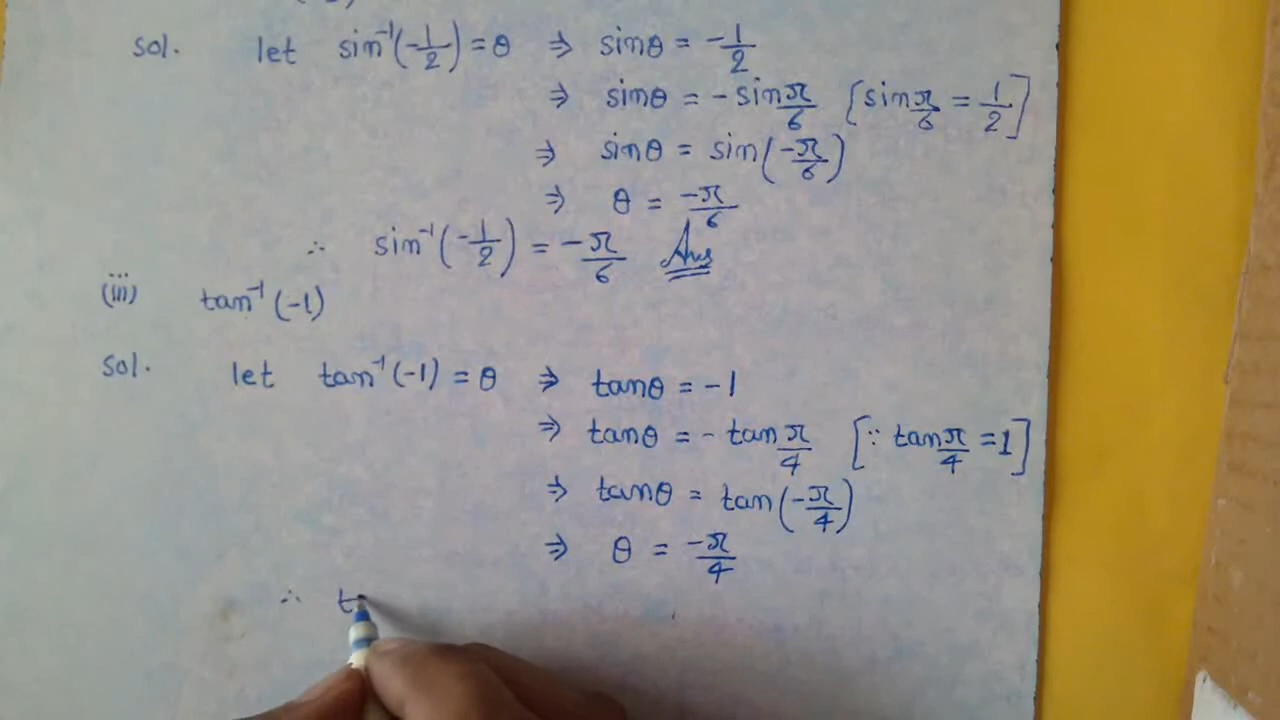 sol. let sin⁻¹(-1/2) = θ ⇒ sinθ = -1/2
⇒ sinθ = - sin π/6 [sin π/6 = 1/2]
⇒ sinθ = sin(-π/6)
⇒ θ = -π/6
∴ sin⁻¹(-1/2) = -π/6 Ans
(iii) tan⁻¹(-1)
sol. let tan⁻¹(-1) = θ ⇒ tanθ = -1
⇒ tanθ = - tan π/4 [∵ tan π/4 = 1]
⇒ tanθ = tan(-π/4)
⇒ θ = -π/4
∴ t